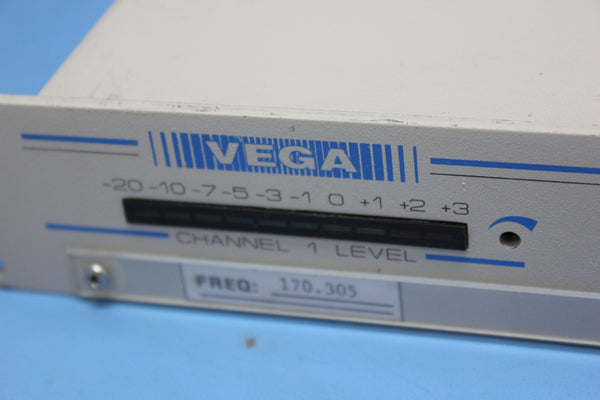 VEGA
-20 -10 -7 -5 -3 -1 0 +1 +2 +3
CHANNEL 1 LEVEL
FREQ: 170.305